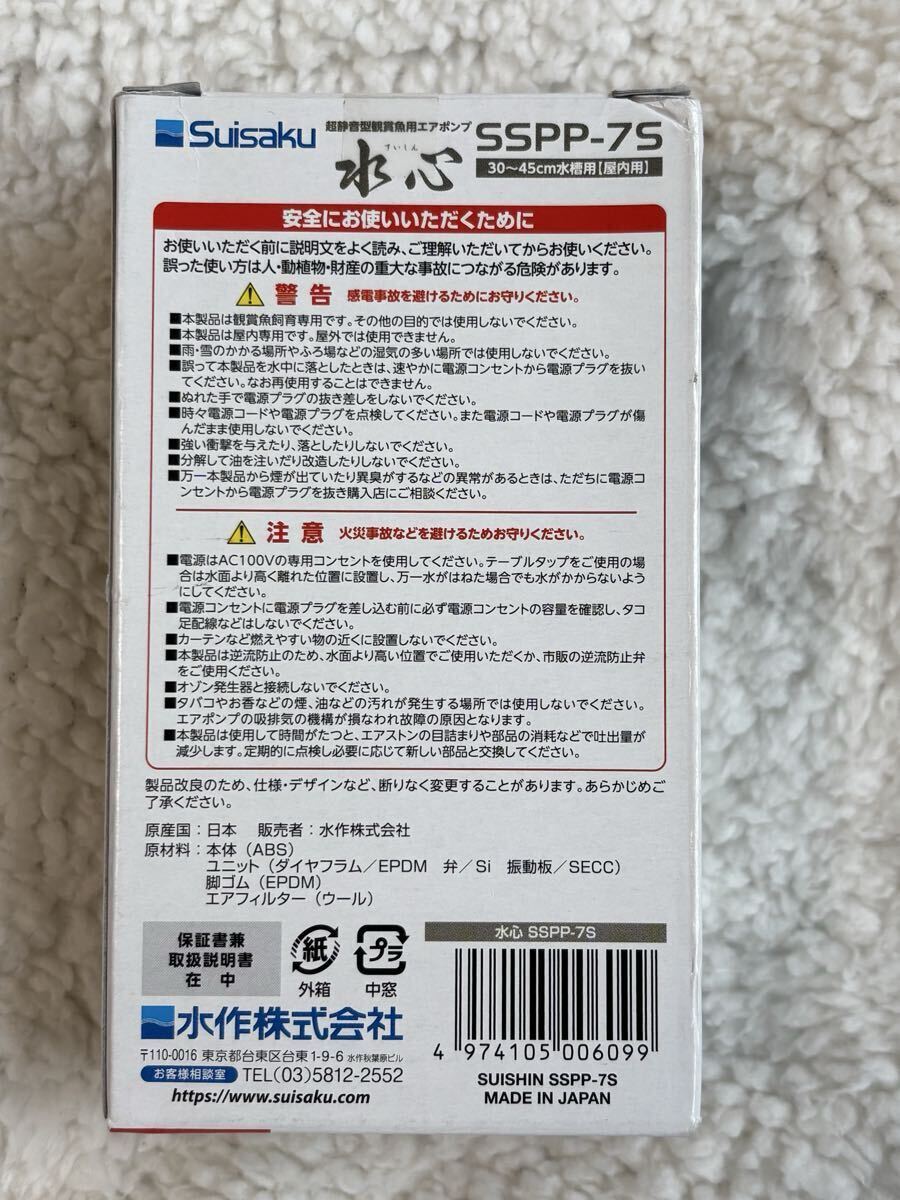 Suisaku
超静音型観賞魚用エアポンプ
すいしん
水心
SSPP-7S
30〜45cm水槽用【屋内用】
安全にお使いいただくために
お使いいただく前に説明文をよく読み、ご理解いただいてからお使いください。
誤った使い方は人・動植物・財産の重大な事故につながる危険があります。
警告 感電事故を避けるためにお守りください。
■本製品は観賞魚飼育専用です。その他の目的では使用しないでください。
■本製品は屋内専用です。屋外では使用できません。
■雨・雪のかかる場所やふろ場などの湿気の多い場所では使用しないでください。
■誤って本製品を水中に落としたときは、速やかに電源コンセントから電源プラグを抜い
てください。なお再使用することはできません。
■ぬれた手で電源プラグの抜き差しをしないでください。
■時々電源コードや電源プラグを点検してください。また電源コードや電源プラグが傷
んだまま使用しないでください。
■強い衝撃を与えたり、落としたりしないでください。
■分解して油を注いだり改造したりしないでください。
■万一本製品から煙が出ていたり異臭がするなどの異常があるときは、ただちに電源コ
ンセントから電源プラグを抜き購入店にご相談ください。
注意 火災事故などを避けるためお守りください。
■電源はAC100Vの専用コンセントを使用してください。テーブルタップをご使用の場
合は水面より高く離れた位置に設置し、万一水がはねた場合でも水がかからないように
してください。
■電源コンセントに電源プラグを差し込む前に必ず電源コンセントの容量を確認し、タコ
足配線などはしないでください。
■カーテンなど燃えやすい物の近くに設置しないでください。
■本製品は逆流防止のため、水面より高い位置でご使用いただくか、市販の逆流防止弁
をご使用ください。
■オゾン発生器と接続しないでください。
■タバコやお香などの煙、油などの汚れが発生する場所では使用しないでください。
エアポンプの吸排気の機構が損なわれ故障の原因となります。
■本製品は使用して時間がたつと、エアストンの目詰まりや部品の消耗などで吐出量が
減少します。定期的に点検し必要に応じて新しい部品と交換してください。
製品改良のため、仕様・デザインなど、断りなく変更することがあります。あらかじめご
了承ください。
原産国：日本 販売者：水作株式会社
原材料：本体（ABS）
ユニット（ダイヤフラム／EPDM 弁／Si 振動板／SECC）
脚ゴム（EPDM）
エアフィルター（ウール）
保証書兼
取扱説明書
在中
紙
外箱
プラ
中窓
水心 SSPP-7S
4 974105 006099
SUISHIN SSPP-7S
MADE IN JAPAN
水作株式会社
〒110-0016 東京都台東区台東1-9-6 水作秋葉原ビル
お客様相談室 TEL(03)5812-2552
https://www.suisaku.com/